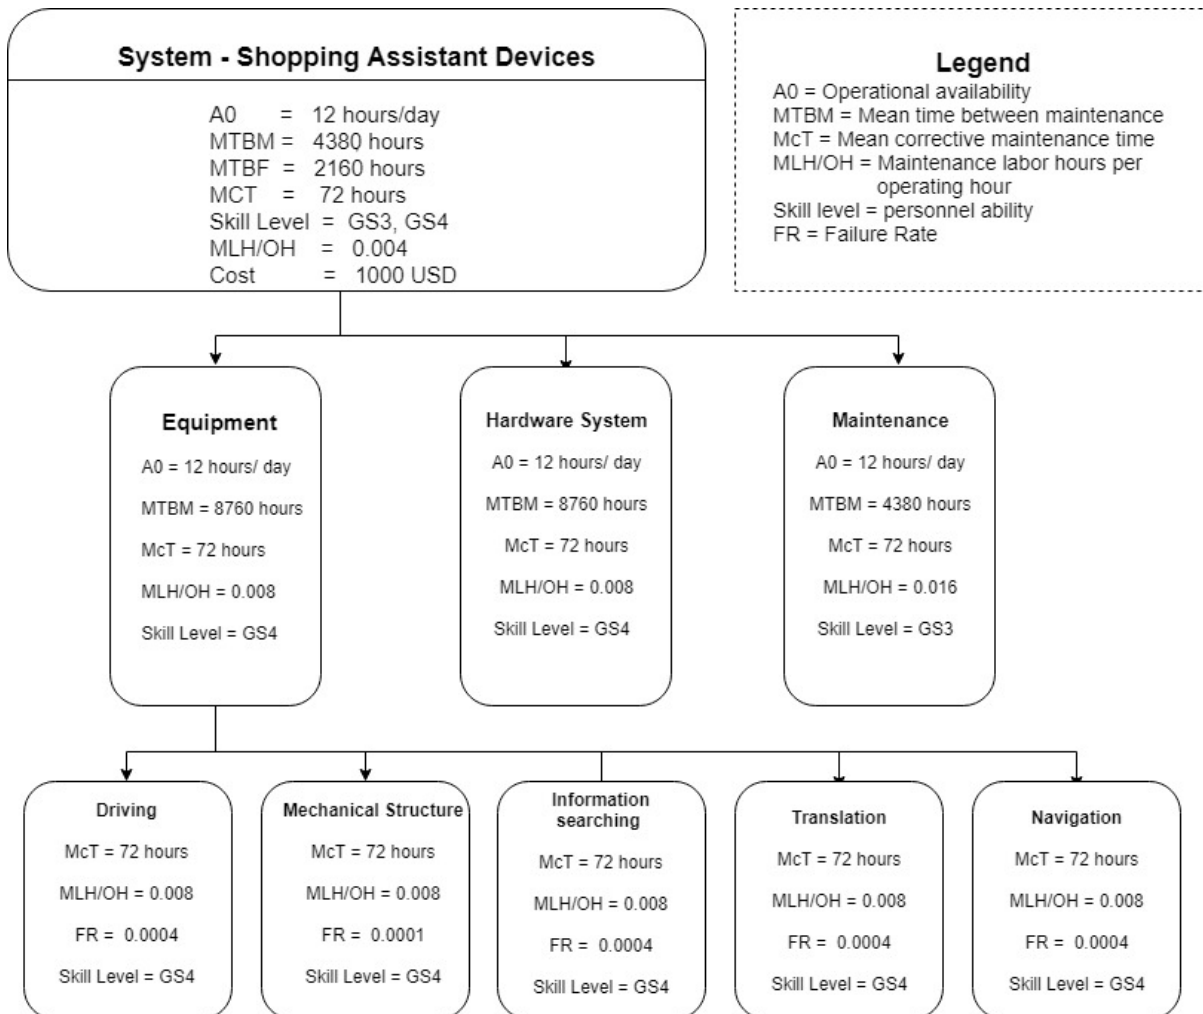 System - Shopping Assistant Devices
A0 = 12 hours/day
MTBM = 4380 hours
MTBF = 2160 hours
MCT = 72 hours
Skill Level = GS3, GS4
MLH/OH = 0.004
Cost = 1000 USD
Legend
A0 = Operational availability
MTBM = Mean time between maintenance
McT = Mean corrective maintenance time
MLH/OH = Maintenance labor hours per
operating hour
Skill level = personnel ability
FR = Failure Rate
Equipment
A0 = 12 hours/ day
MTBM = 8760 hours
McT = 72 hours
MLH/OH = 0.008
Skill Level = GS4
Hardware System
A0 = 12 hours/ day
MTBM = 8760 hours
McT = 72 hours
MLH/OH = 0.008
Skill Level = GS4
Maintenance
A0 = 12 hours/ day
MTBM = 4380 hours
McT = 72 hours
MLH/OH = 0.016
Skill Level = GS3
Driving
McT = 72 hours
MLH/OH = 0.008
FR = 0.0004
Skill Level = GS4
Mechanical Structure
McT = 72 hours
MLH/OH = 0.008
FR = 0.0001
Skill Level = GS4
Information
searching
McT = 72 hours
MLH/OH = 0.008
FR = 0.0004
Skill Level = GS4
Translation
McT = 72 hours
MLH/OH = 0.008
FR = 0.0004
Skill Level = GS4
Navigation
McT = 72 hours
MLH/OH = 0.008
FR = 0.0004
Skill Level = GS4